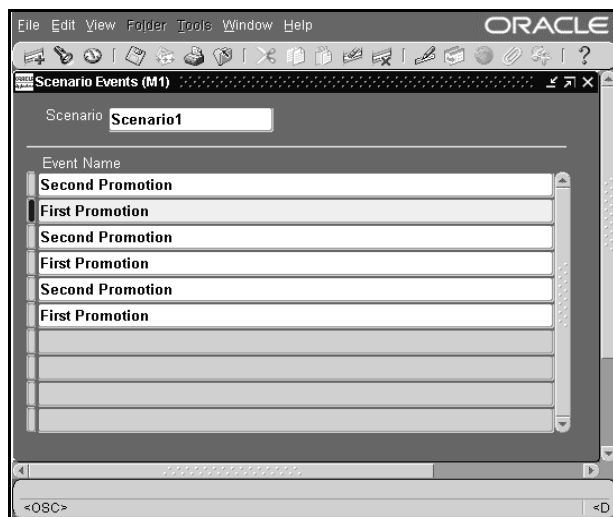 File Edit View Folder Tools Window Help ORACLE
?
Scenario Events (M1)
Scenario Scenario1
Event Name
Second Promotion
First Promotion
Second Promotion
First Promotion
Second Promotion
First Promotion
<OSC> <D